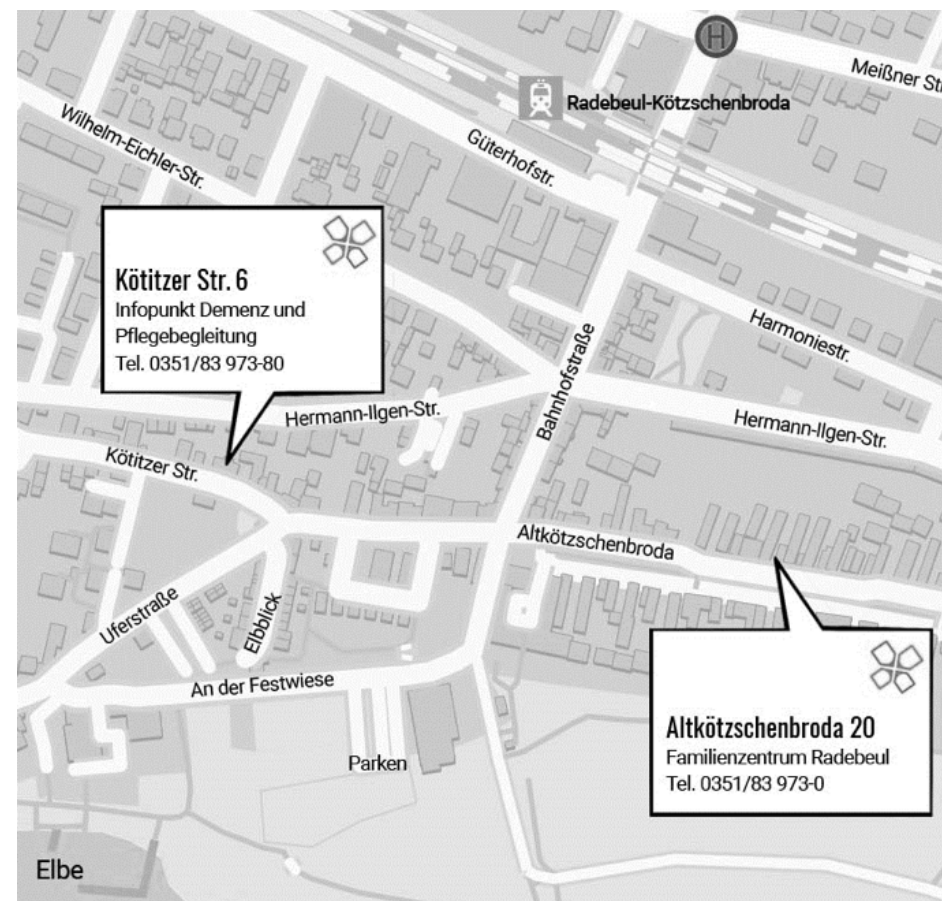 H
Meißner Str
Radebeul-Kötzschenbroda
Wilhelm-Eichler-Str.
Güterhofstr.
Kötitzer Str. 6
Infopunkt Demenz und
Pflegebegleitung
Tel. 0351/83 973-80
Harmoniestr.
Bahnhofstraße
Hermann-Ilgen-Str.
Hermann-Ilgen-Str.
Kötitzer Str.
Altkötzschenbroda
Uferstraße
Elbblick
An der Festwiese
Altkötzschenbroda 20
Familienzentrum Radebeul
Tel. 0351/83 973-0
Parken
Elbe